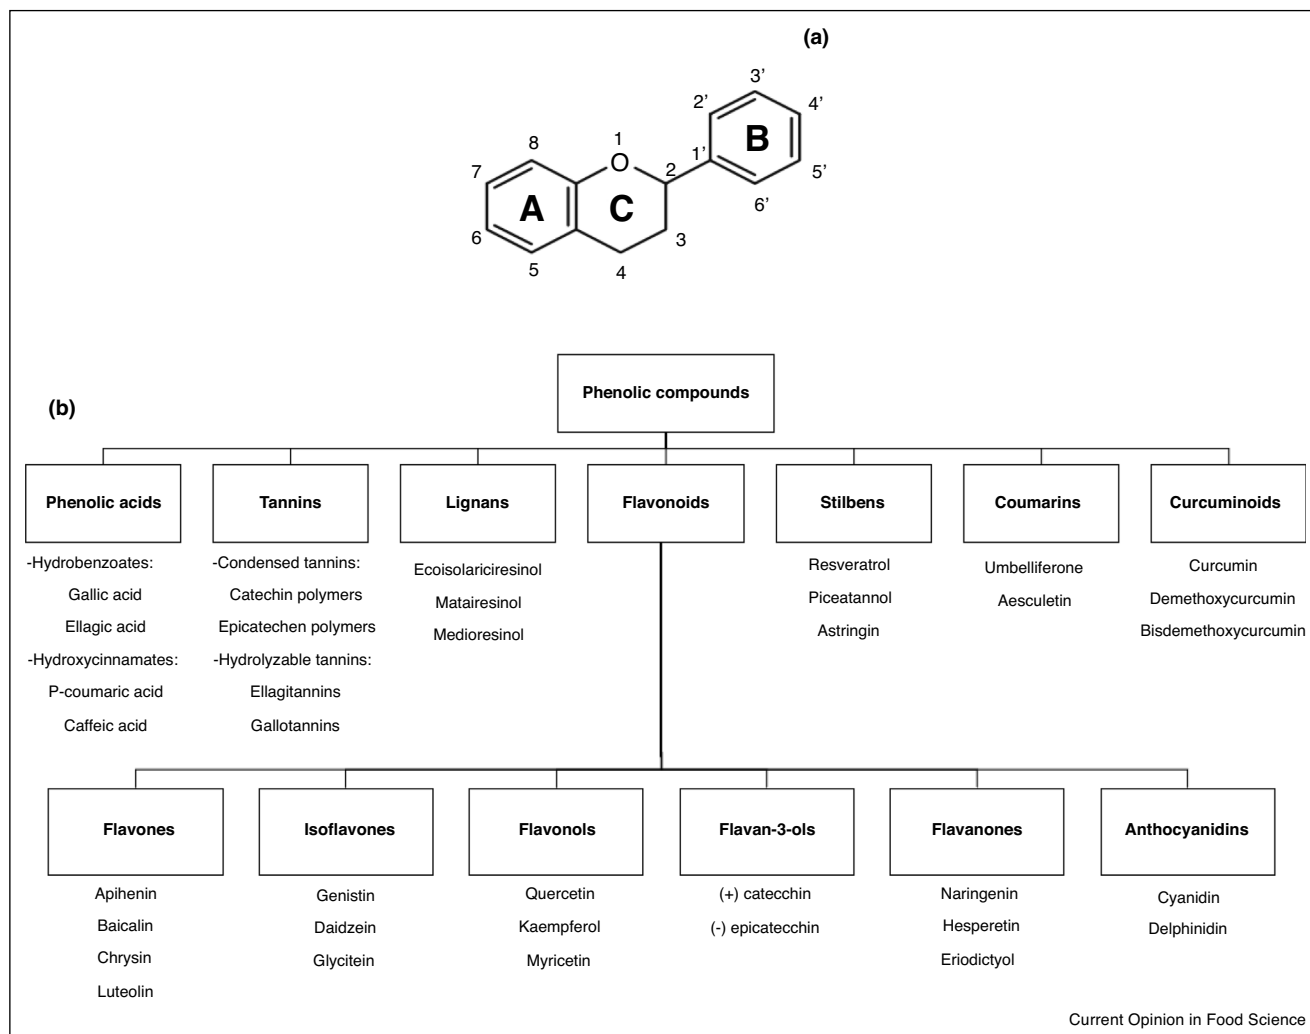 (a)
3’
2’
4’
B
1
8
1’
O
2
5’
7
6’
A
C
6
3
5
4
Phenolic compounds
(b)
Phenolic acids
Tannins
Lignans
Flavonoids
Stilbens
Coumarins
Curcuminoids
-Hydrobenzoates:
Gallic acid
Ellagic acid
-Hydroxycinnamates:
P-coumaric acid
Caffeic acid
-Condensed tannins:
Catechin polymers
Epicatechen polymers
-Hydrolyzable tannins:
Ellagitannins
Gallotannins
Ecoisolariciresinol
Matairesinol
Medioresinol
Resveratrol
Piceatannol
Astringin
Umbelliferone
Aesculetin
Curcumin
Demethoxycurcumin
Bisdemethoxycurcumin
Flavones
Isoflavones
Flavonols
Flavan-3-ols
Flavanones
Anthocyanidins
Apihenin
Baicalin
Chrysin
Luteolin
Genistin
Daidzein
Glycitein
Quercetin
Kaempferol
Myricetin
(+) catecchin
(-) epicatecchin
Naringenin
Hesperetin
Eriodictyol
Cyanidin
Delphinidin
Current Opinion in Food Science